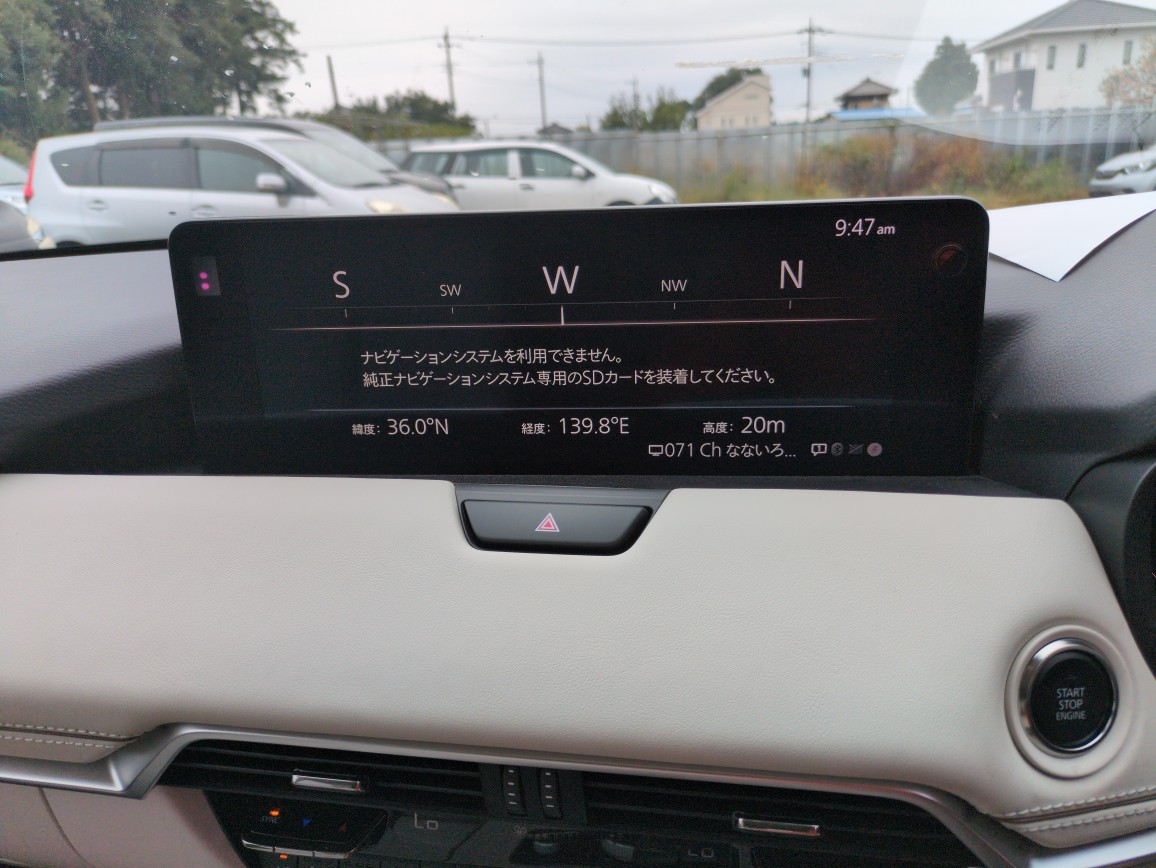 9:47am
S SW W NW N
ナビゲーションシステムを利用できません。
純正ナビゲーションシステム専用のSDカードを装着してください。
緯度: 36.0°N 経度: 139.8°E 高度: 20m
071 Ch なないろ...
START
STOP
ENGINE
SYNC
Lo
LO